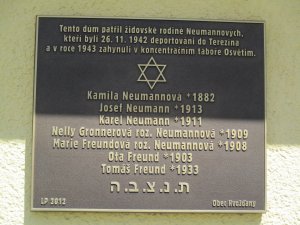 Tento dům patřil židovské rodině Neumannových,
kteří byli 26. 11. 1942 deportováni do Terezína
a v roce 1943 zahynuli v koncentračním táboře Osvětim.
Kamila Neumannova *1882
Josef Neumann *1913
Karel Neumann *1911
Nelly Gronnerová roz. Neumannová *1909
Marie Freundová roz. Neumannová *1908
Ota Freund *1903
Tomáš Freund *1933
ת.נ.צ.ב.ה
LP 2012
Obec Hvožďany